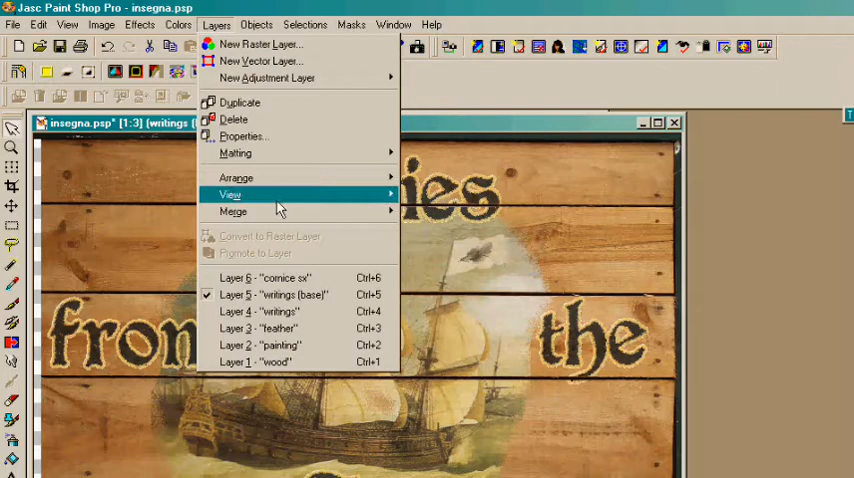 Jasc Paint Shop Pro - insegna.psp
File Edit View Image Effects Colors Layers Objects Selections Masks Window Help
New Raster Layer...
New Vector Layer...
New Adjustment Layer
Duplicate
Delete
Properties...
Matting
Arrange
View
Merge
Convert to Raster Layer
Promote to Layer
Layer 6 - "cornice sx" Ctrl+6
Layer 5 - "writings (base)" Ctrl+5
Layer 4 - "writings" Ctrl+4
Layer 3 - "feather" Ctrl+3
Layer 2 - "painting" Ctrl+2
Layer 1 - "wood" Ctrl+1
insegna.psp* [1:3] (writings
ies
from the